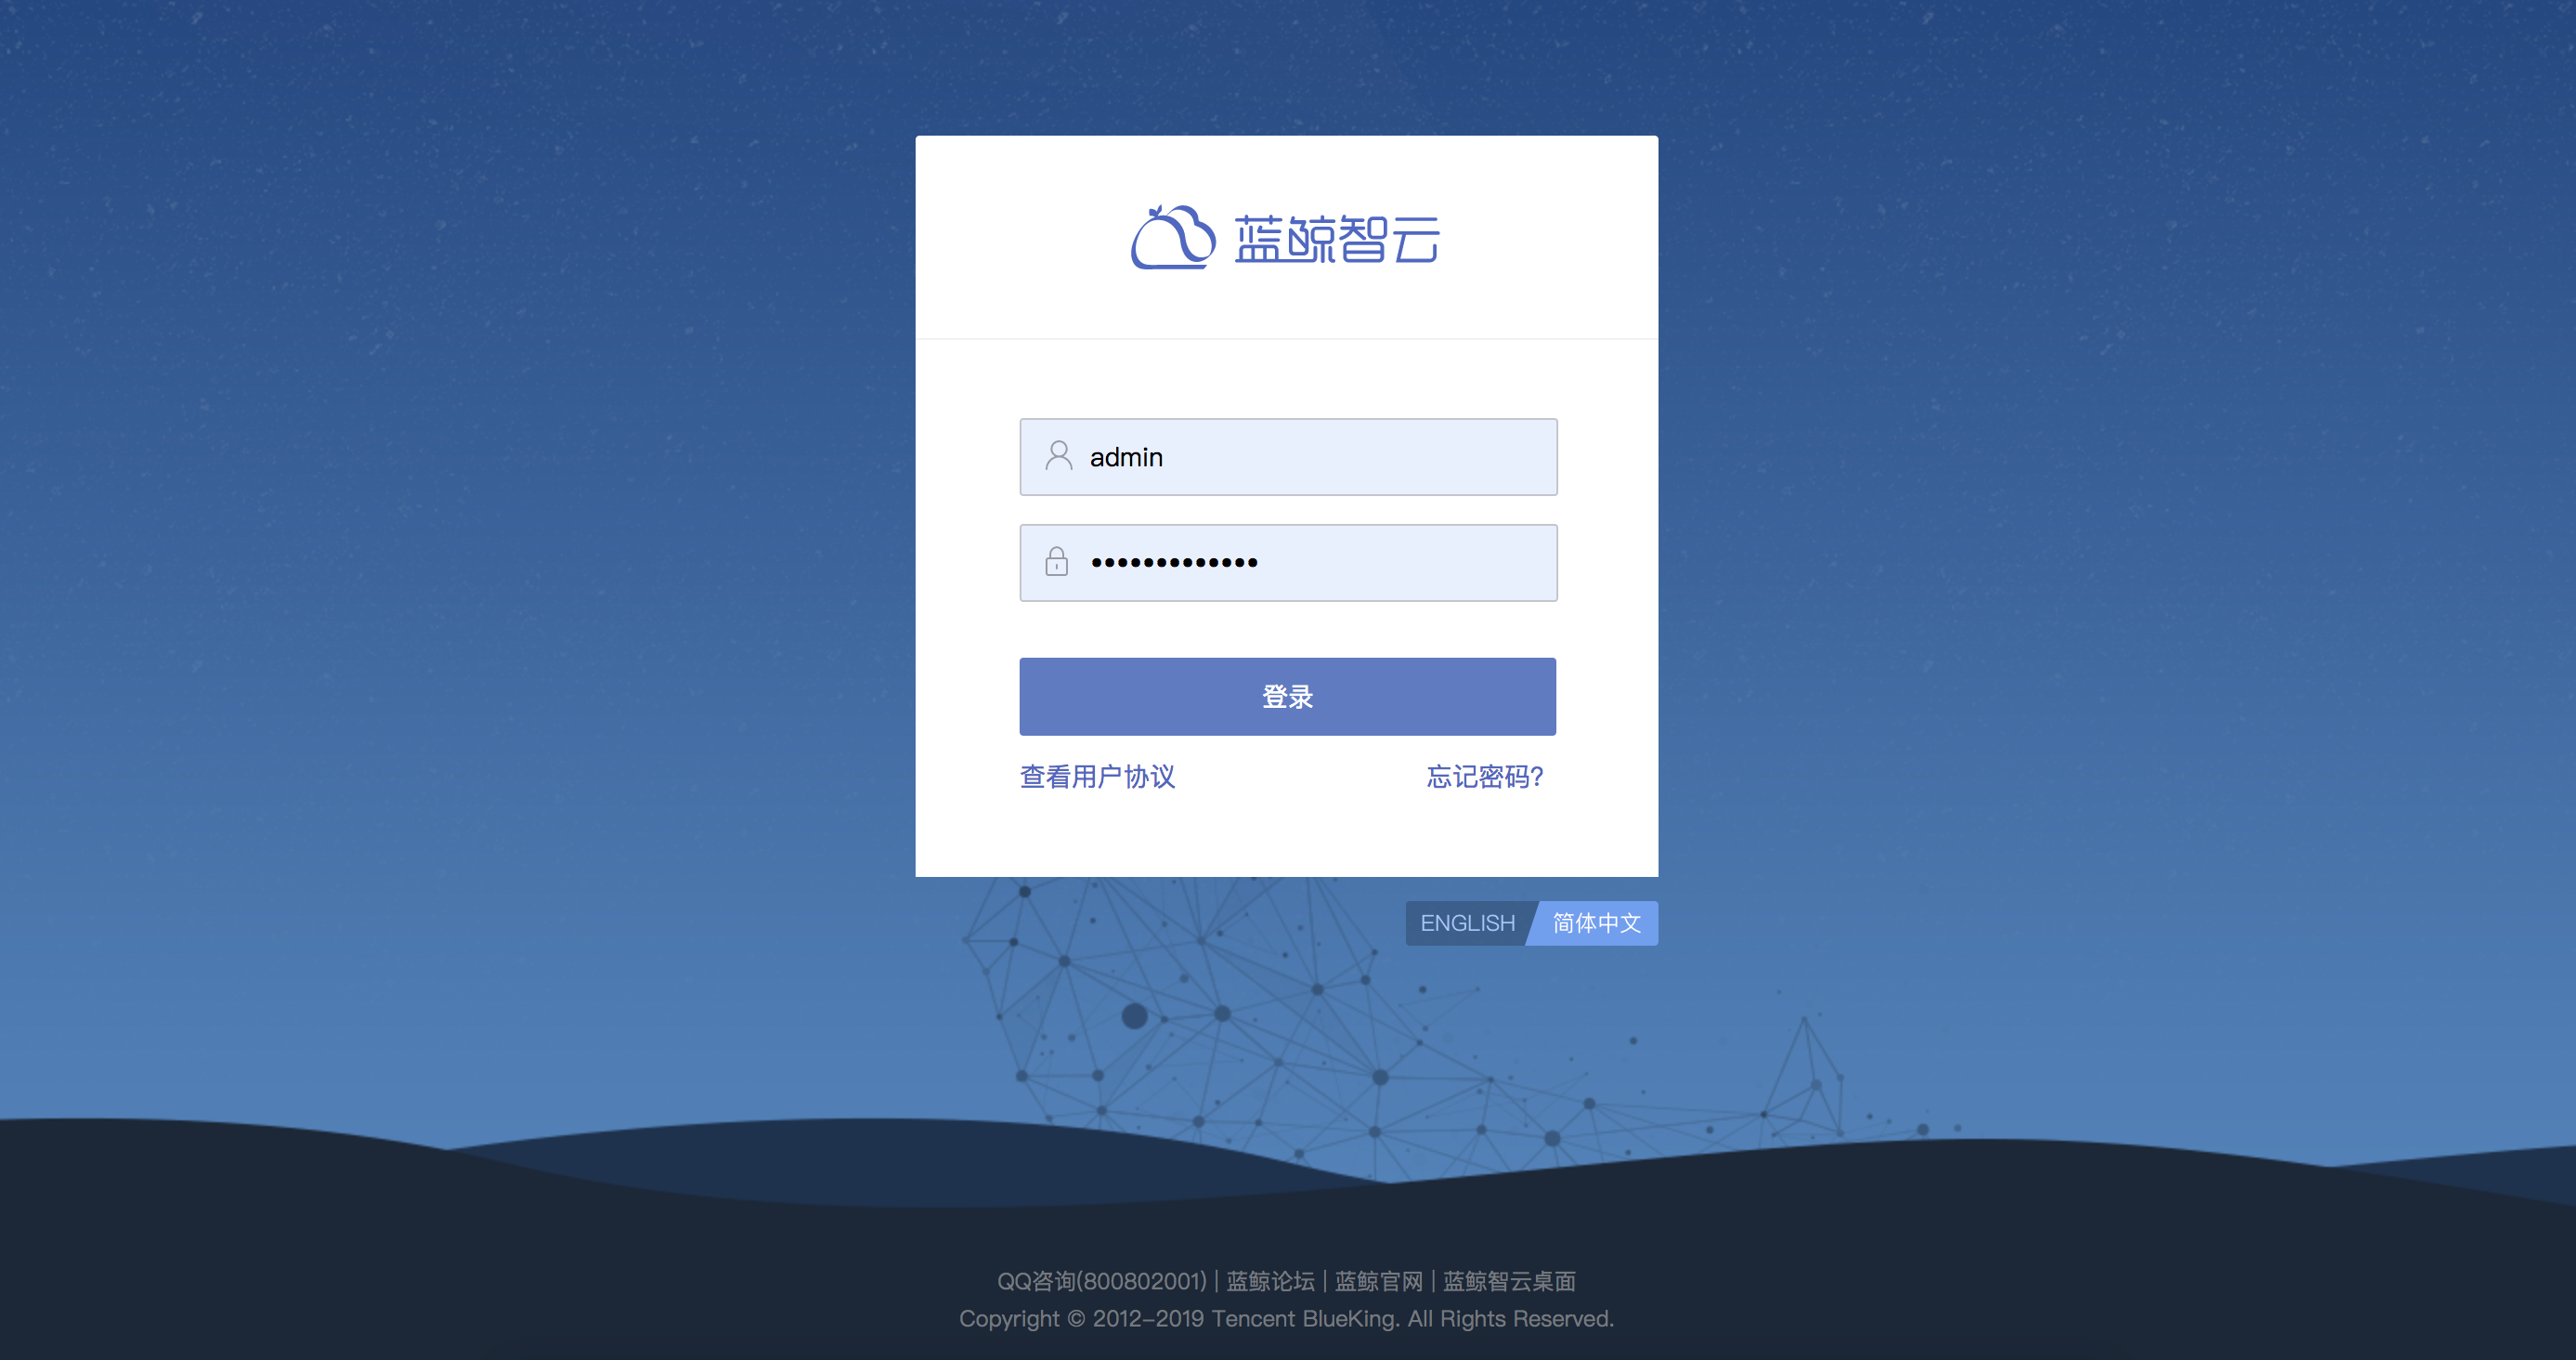 蓝鲸智云
admin
•••••••••••••
登录
查看用户协议 忘记密码?
ENGLISH 简体中文
QQ咨询(800802001) | 蓝鲸论坛 | 蓝鲸官网 | 蓝鲸智云桌面
Copyright © 2012-2019 Tencent BlueKing. All Rights Reserved.